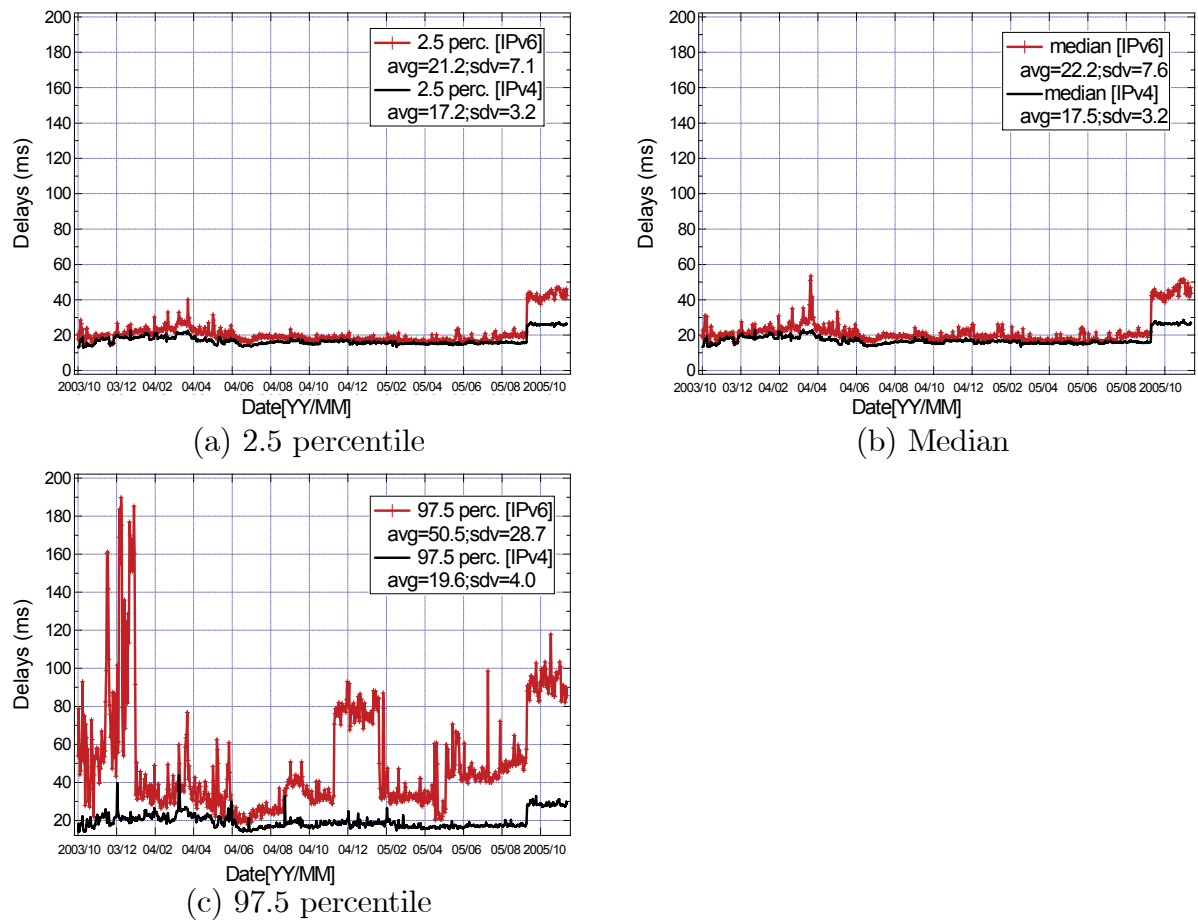 200
180
160
140
120
100
80
60
40
20
0
Delays (ms)
2.5 perc. [IPv6]
avg=21.2;sdv=7.1
2.5 perc. [IPv4]
avg=17.2;sdv=3.2
2003/10 03/12 04/02 04/04 04/06 04/08 04/10 04/12 05/02 05/04 05/06 05/08 2005/10
Date[YY/MM]
(a) 2.5 percentile
200
180
160
140
120
100
80
60
40
20
0
Delays (ms)
median [IPv6]
avg=22.2;sdv=7.6
median [IPv4]
avg=17.5;sdv=3.2
2003/10 03/12 04/02 04/04 04/06 04/08 04/10 04/12 05/02 05/04 05/06 05/08 2005/10
Date[YY/MM]
(b) Median
200
180
160
140
120
100
80
60
40
20
Delays (ms)
97.5 perc. [IPv6]
avg=50.5;sdv=28.7
97.5 perc. [IPv4]
avg=19.6;sdv=4.0
2003/10 03/12 04/02 04/04 04/06 04/08 04/10 04/12 05/02 05/04 05/06 05/08 2005/10
Date[YY/MM]
(c) 97.5 percentile